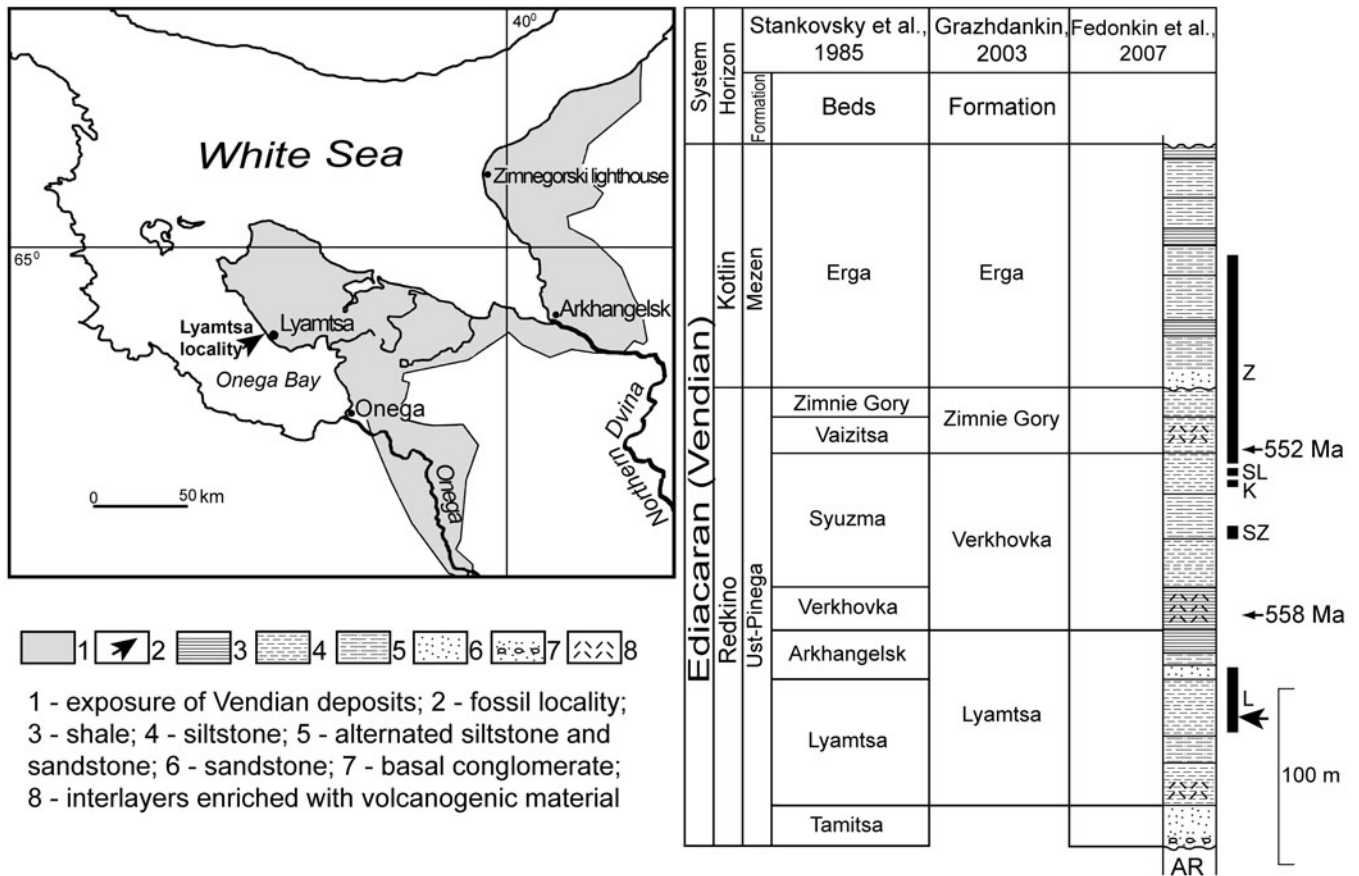 40⁰
White Sea
Zimnegorski lighthouse
65⁰
Arkhangelsk
Lyamtsa
locality
Lyamtsa
Onega Bay
Onega
Onega
Northern Dvina
0 50 km
1 2 3 4 5 6 7 8
1 - exposure of Vendian deposits; 2 - fossil locality;
3 - shale; 4 - siltstone; 5 - alternated siltstone and
sandstone; 6 - sandstone; 7 - basal conglomerate;
8 - interlayers enriched with volcanogenic material
System
Horizon
Formation
Stankovsky et al.,
1985
Grazhdankin,
2003
Fedonkin et al.,
2007
Beds
Formation
Ediacaran (Vendian)
Kotlin
Redkino
Mezen
Ust-Pinega
Erga
Zimnie Gory
Vaizitsa
Syuzma
Verkhovka
Arkhangelsk
Lyamtsa
Tamitsa
Erga
Zimnie Gory
Verkhovka
Lyamtsa
AR
Z
552 Ma
SL
K
SZ
558 Ma
L
100 m